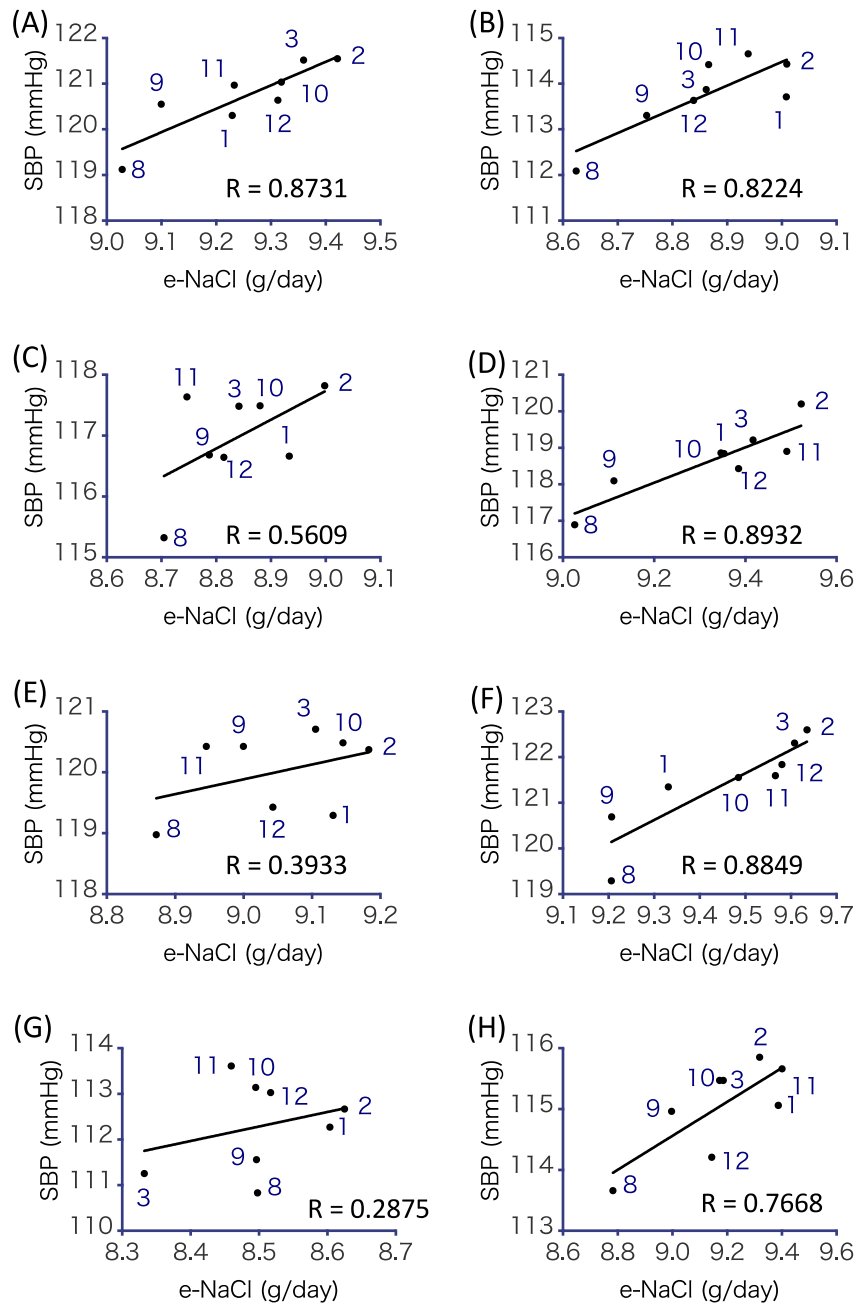 (A)
SBP (mmHg)
122
121
120
119
118
9.0 9.1 9.2 9.3 9.4 9.5
e-NaCl (g/day)
8
9
11
1
3
10
12
2
R = 0.8731
(B)
SBP (mmHg)
115
114
113
112
111
8.6 8.7 8.8 8.9 9.0 9.1
e-NaCl (g/day)
8
9
10
11
3
12
2
1
R = 0.8224
(C)
SBP (mmHg)
118
117
116
115
8.6 8.7 8.8 8.9 9.0 9.1
e-NaCl (g/day)
11
3
10
2
9
12
1
8
R = 0.5609
(D)
SBP (mmHg)
121
120
119
118
117
116
9.0 9.2 9.4 9.6
e-NaCl (g/day)
8
9
10
1
3
12
2
11
R = 0.8932
(E)
SBP (mmHg)
121
120
119
118
8.8 8.9 9.0 9.1 9.2
e-NaCl (g/day)
11
9
3
10
2
8
12
1
R = 0.3933
(F)
SBP (mmHg)
123
122
121
120
119
9.1 9.2 9.3 9.4 9.5 9.6 9.7
e-NaCl (g/day)
9
8
1
10
3
2
12
11
R = 0.8849
(G)
SBP (mmHg)
114
113
112
111
110
8.3 8.4 8.5 8.6 8.7
e-NaCl (g/day)
11
10
12
2
1
9
8
3
R = 0.2875
(H)
SBP (mmHg)
116
115
114
113
8.6 8.8 9.0 9.2 9.4 9.6
e-NaCl (g/day)
2
10
3
11
9
1
12
8
R = 0.7668